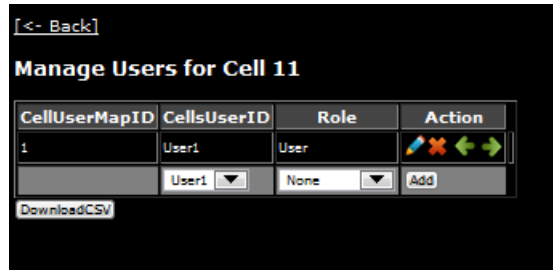 [<- Back]
Manage Users for Cell 11
CellUserMapID CellsUserID Role Action
1 User1 User
User1 None Add
DownloadCSV